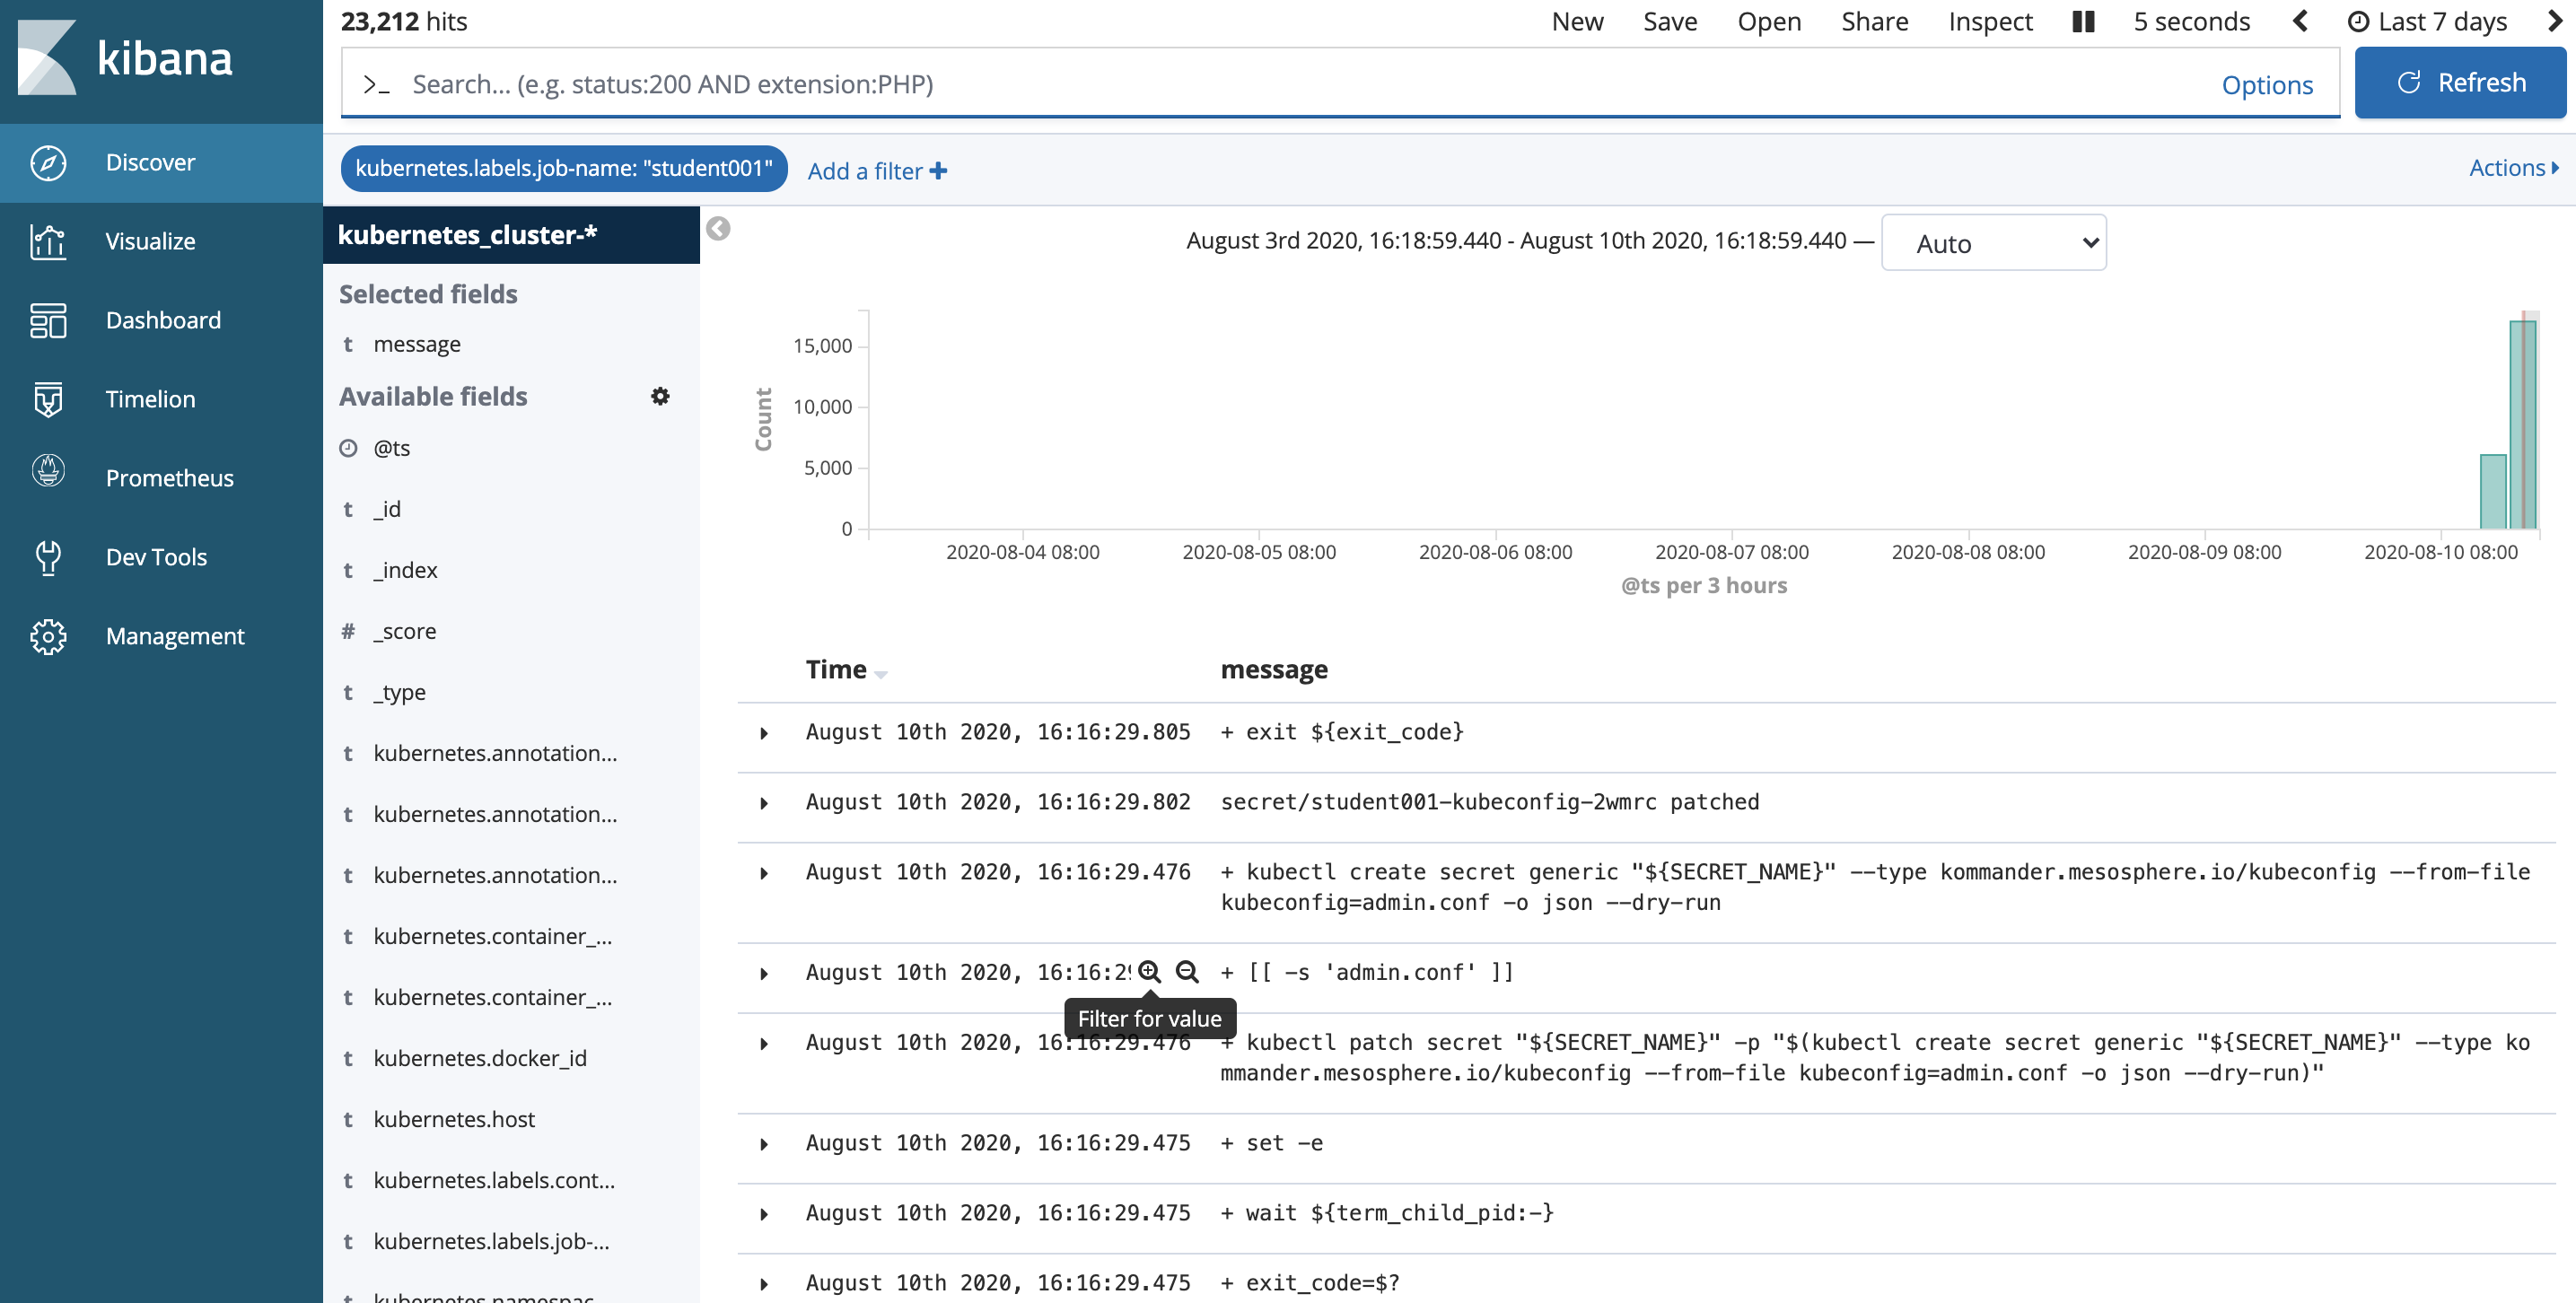 kibana
Discover
Visualize
Dashboard
Timelion
Prometheus
Dev Tools
Management
23,212 hits
New Save Open Share Inspect 5 seconds Last 7 days
>_ Search... (e.g. status:200 AND extension:PHP) Options Refresh
kubernetes.labels.job-name: "student001" Add a filter + Actions
kubernetes_cluster-*
Selected fields
t message
Available fields
@ts
t _id
t _index
# _score
t _type
t kubernetes.annotation...
t kubernetes.annotation...
t kubernetes.annotation...
t kubernetes.container_...
t kubernetes.container_...
t kubernetes.docker_id
t kubernetes.host
t kubernetes.labels.cont...
t kubernetes.labels.job-...
t kubernetes.namespac...
August 3rd 2020, 16:18:59.440 - August 10th 2020, 16:18:59.440 — Auto
Count
15,000
10,000
5,000
0
2020-08-04 08:00 2020-08-05 08:00 2020-08-06 08:00 2020-08-07 08:00 2020-08-08 08:00 2020-08-09 08:00 2020-08-10 08:00
@ts per 3 hours
Time message
August 10th 2020, 16:16:29.805 + exit ${exit_code}
August 10th 2020, 16:16:29.802 secret/student001-kubeconfig-2wmrc patched
August 10th 2020, 16:16:29.476 + kubectl create secret generic "${SECRET_NAME}" --type kommander.mesosphere.io/kubeconfig --from-file
kubeconfig=admin.conf -o json --dry-run
August 10th 2020, 16:16:29 + [[ -s 'admin.conf' ]]
Filter for value
August 10th 2020, 16:16:29.476 + kubectl patch secret "${SECRET_NAME}" -p "$(kubectl create secret generic "${SECRET_NAME}" --type ko
mmander.mesosphere.io/kubeconfig --from-file kubeconfig=admin.conf -o json --dry-run)"
August 10th 2020, 16:16:29.475 + set -e
August 10th 2020, 16:16:29.475 + wait ${term_child_pid:-}
August 10th 2020, 16:16:29.475 + exit_code=$?